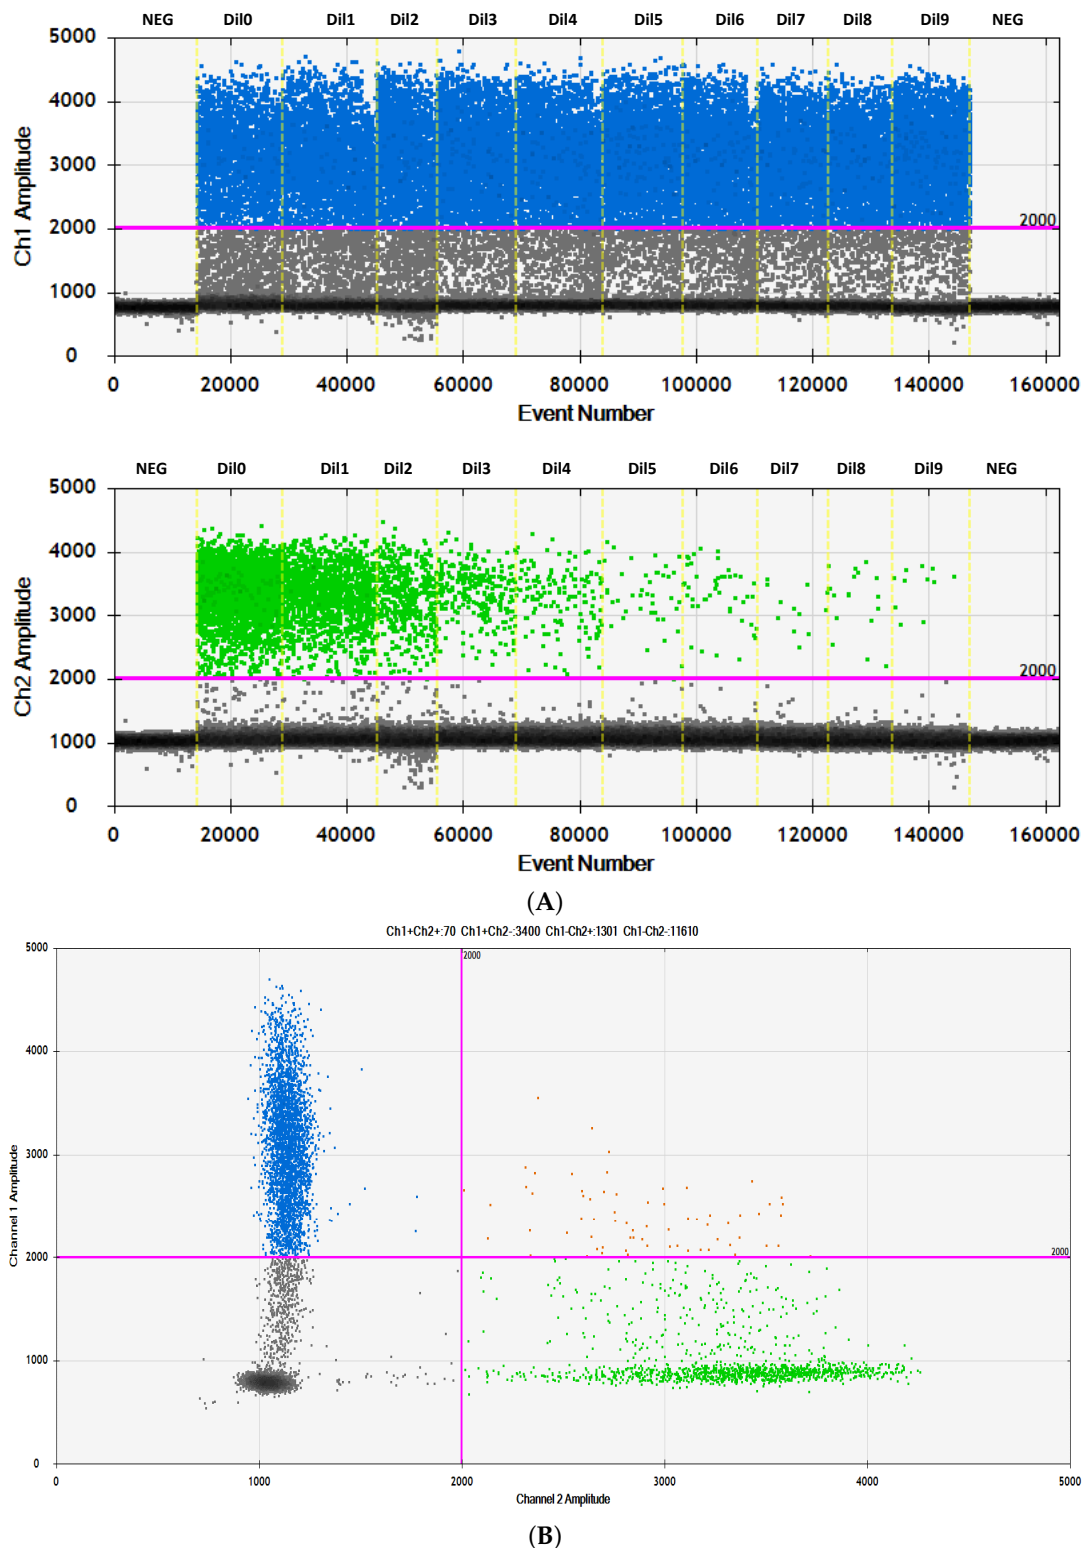 NEG Dil0 Dil1 Dil2 Dil3 Dil4 Dil5 Dil6 Dil7 Dil8 Dil9 NEG
5000
4000
3000
2000
1000
0
Ch1 Amplitude
2000
0 20000 40000 60000 80000 100000 120000 140000 160000
Event Number
NEG Dil0 Dil1 Dil2 Dil3 Dil4 Dil5 Dil6 Dil7 Dil8 Dil9 NEG
5000
4000
3000
2000
1000
0
Ch2 Amplitude
2000
0 20000 40000 60000 80000 100000 120000 140000 160000
Event Number
(A)
Ch1+Ch2+:70 Ch1+Ch2-:3400 Ch1-Ch2+:1301 Ch1-Ch2-:11610
5000
4000
3000
2000
1000
0
Channel 1 Amplitude
2000
2000
0 1000 2000 3000 4000 5000
Channel 2 Amplitude
(B)